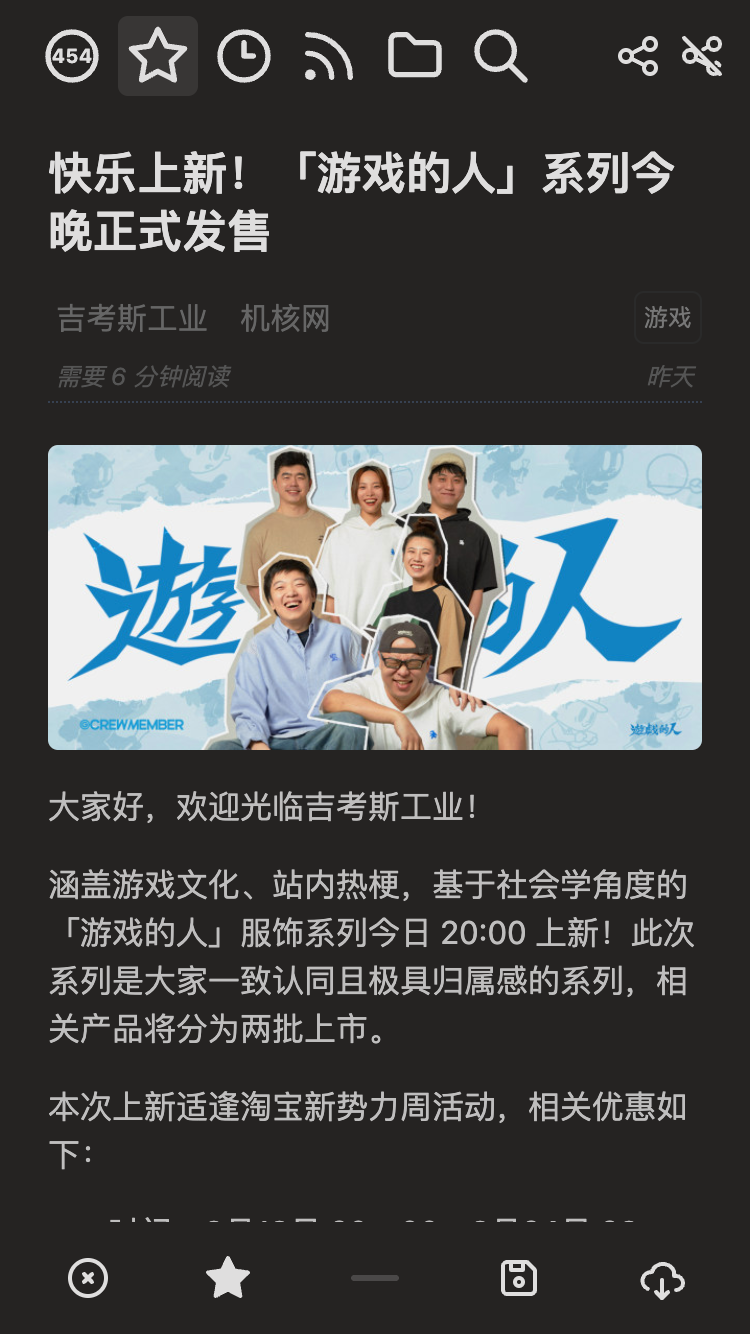 454
快乐上新！「游戏的人」系列今
晚正式发售
吉考斯工业 机核网
游戏
需要 6 分钟阅读
昨天
遊 的人
©CREWMEMBER
遊戲的人
大家好，欢迎光临吉考斯工业！
涵盖游戏文化、站内热梗，基于社会学角度的
「游戏的人」服饰系列今日 20:00 上新！此次
系列是大家一致认同且极具归属感的系列，相
关产品将分为两批上市。
本次上新适逢淘宝新势力周活动，相关优惠如
下：